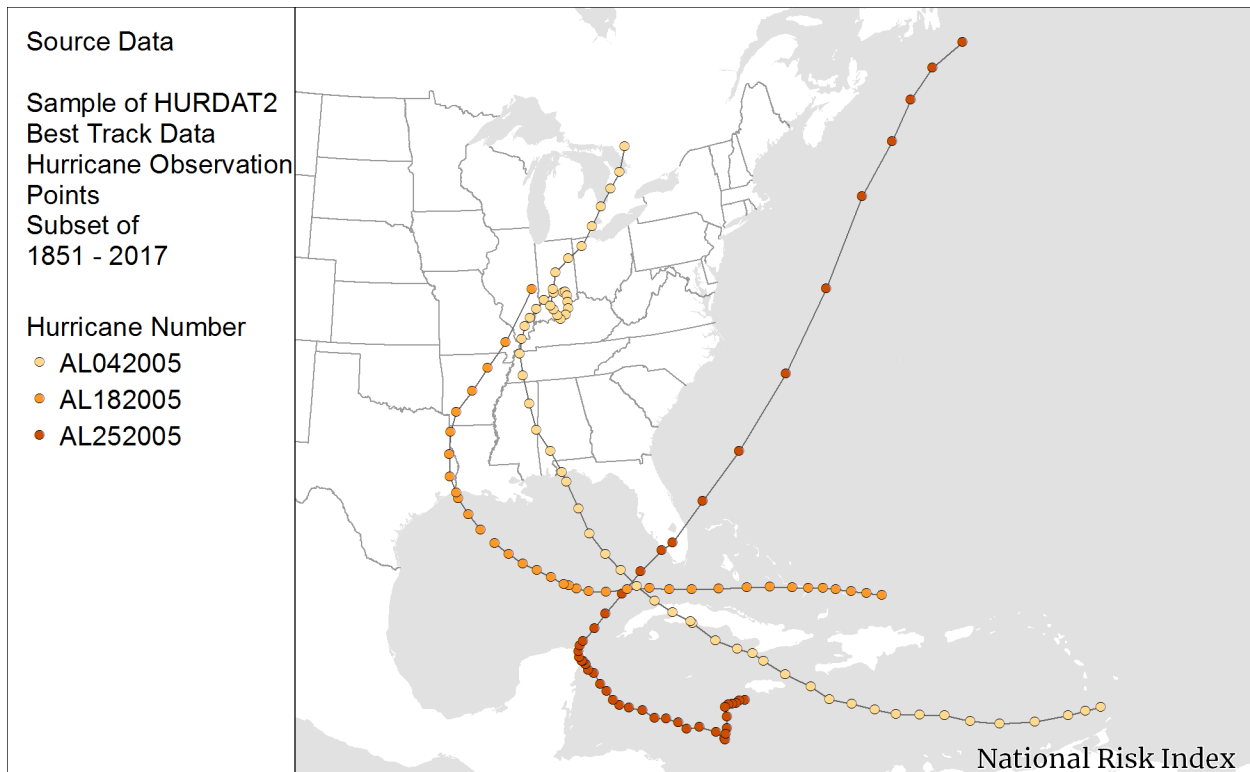 Source Data
Sample of HURDAT2
Best Track Data
Hurricane Observation
Points
Subset of
1851 - 2017
Hurricane Number
AL042005
AL182005
AL252005
National Risk Index